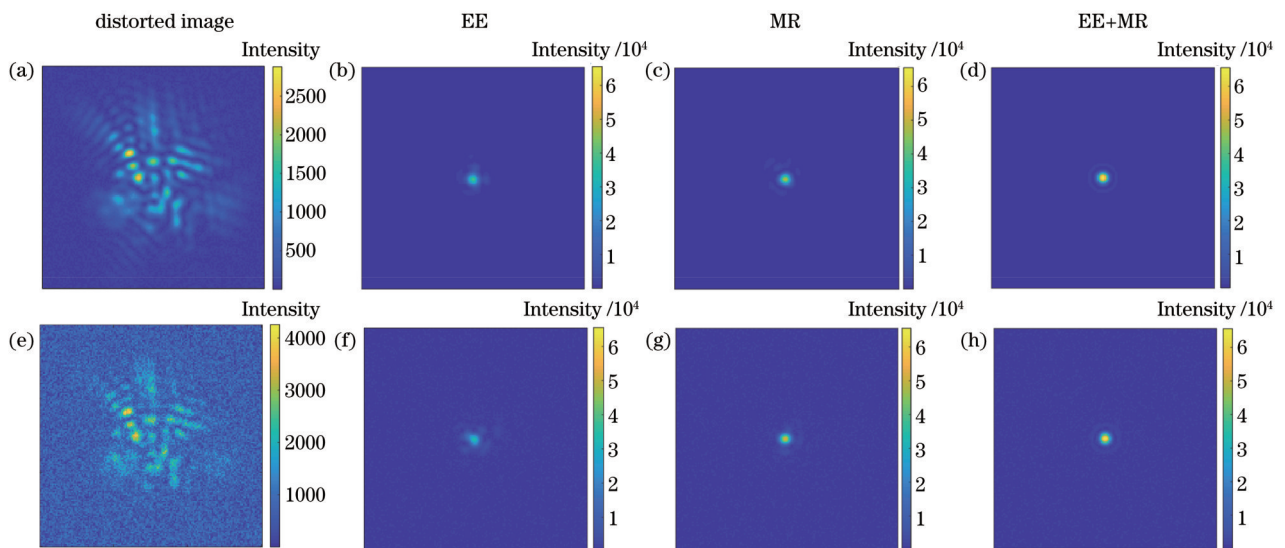 distorted image
EE
MR
EE+MR
Intensity
Intensity /10⁴
Intensity /10⁴
Intensity /10⁴
(a)
2500
2000
1500
1000
500
(b)
6
5
4
3
2
1
(c)
6
5
4
3
2
1
(d)
6
5
4
3
2
1
Intensity
Intensity /10⁴
Intensity /10⁴
Intensity /10⁴
(e)
4000
3000
2000
1000
(f)
6
5
4
3
2
1
(g)
6
5
4
3
2
1
(h)
6
5
4
3
2
1